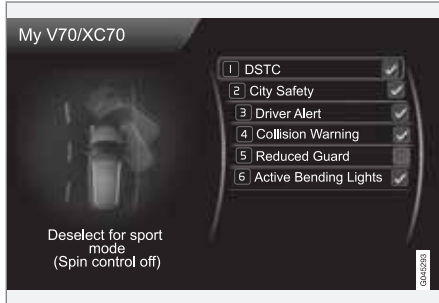 My V70/XC70
1 DSTC
2 City Safety
3 Driver Alert
4 Collision Warning
5 Reduced Guard
6 Active Bending Lights
Deselect for sport
mode
(Spin control off)
G045293